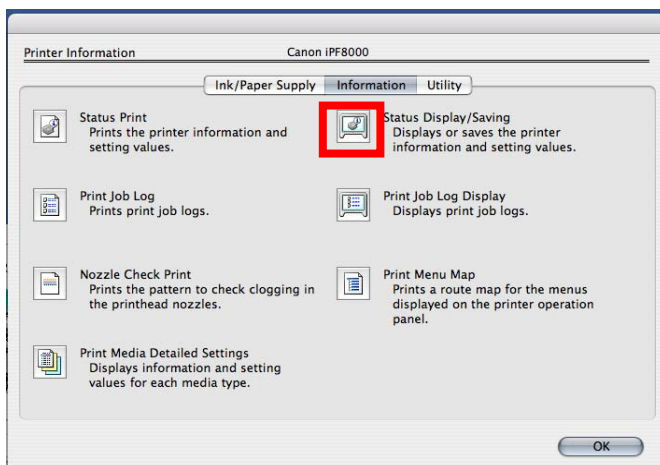 Printer Information
Canon iPF8000
Ink/Paper Supply
Information
Utility
Status Print
Prints the printer information and
setting values.
Status Display/Saving
Displays or saves the printer
information and setting values.
Print Job Log
Prints print job logs.
Print Job Log Display
Displays print job logs.
Nozzle Check Print
Prints the pattern to check clogging in
the printhead nozzles.
Print Menu Map
Prints a route map for the menus
displayed on the printer operation
panel.
Print Media Detailed Settings
Displays information and setting
values for each media type.
OK